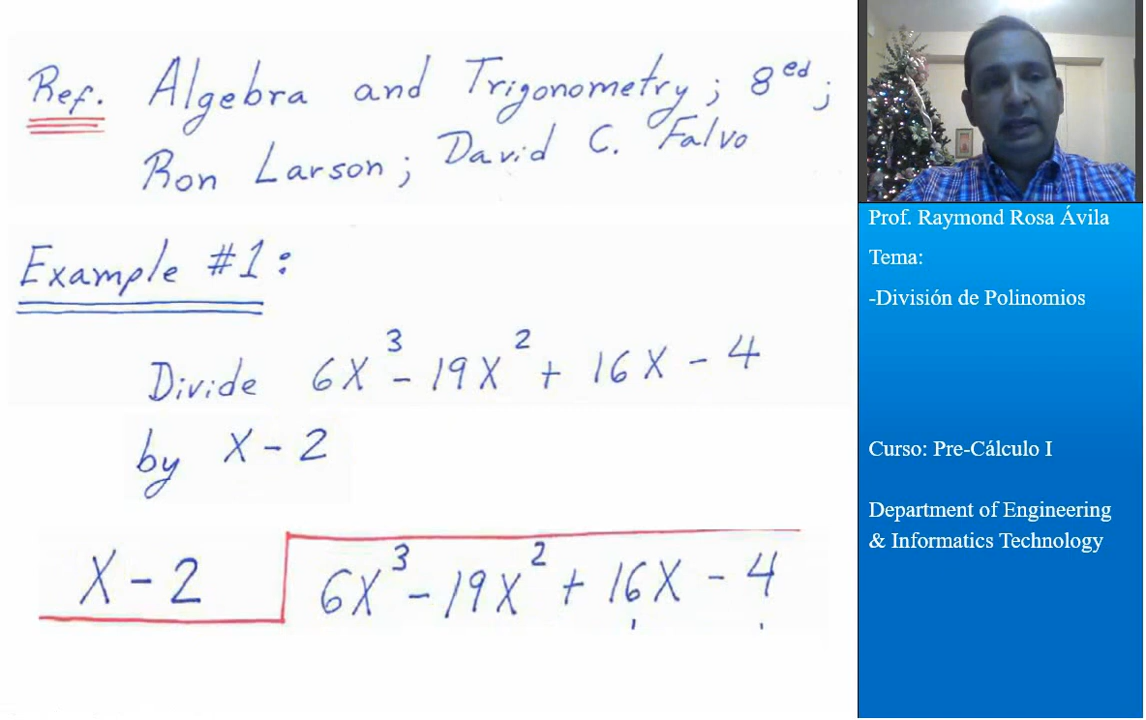 Ref. Algebra and Trigonometry; 8ed;
Ron Larson; David C. Falvo
Example #1:
Divide 6X³ - 19X² + 16X - 4
by X - 2
X - 2 6X³ - 19X² + 16X - 4
Prof. Raymond Rosa Ávila
Tema:
-División de Polinomios
Curso: Pre-Cálculo I
Department of Engineering
& Informatics Technology